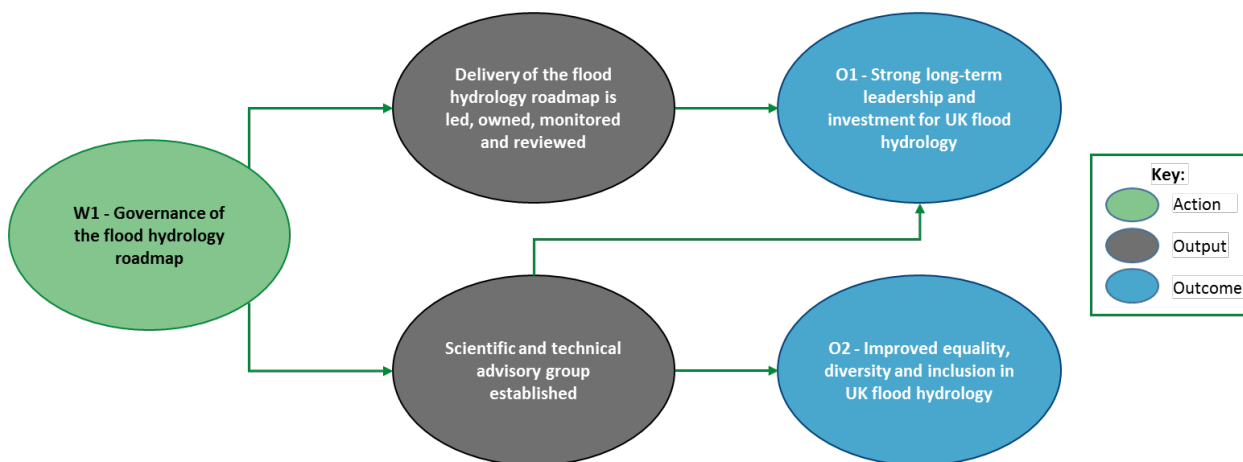 W1 - Governance of
the flood hydrology
roadmap
Delivery of the flood
hydrology roadmap is
led, owned, monitored
and reviewed
O1 - Strong long-term
leadership and
investment for UK flood
hydrology
Scientific and technical
advisory group
established
O2 - Improved equality,
diversity and inclusion in
UK flood hydrology
Key:
Action
Output
Outcome